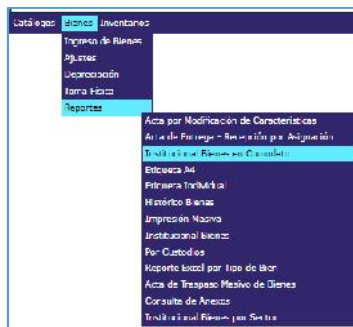 Catálogos Bienes Inventarios
Ingreso de Bienes
Ajustes
Depreciación
Toma Física
Reportes
Acta por Modificación de Características
Acta de Entrega - Recepción por Asignación
Institucional Bienes en Comodato
Etiqueta A4
Etiqueta Individual
Histórico Bienes
Impresión Masiva
Institucional Bienes
Por Custodios
Reporte Excel por Tipo de Bien
Acta de Traspaso Masivo de Bienes
Consulta de Anexos
Institucional Bienes por Sector